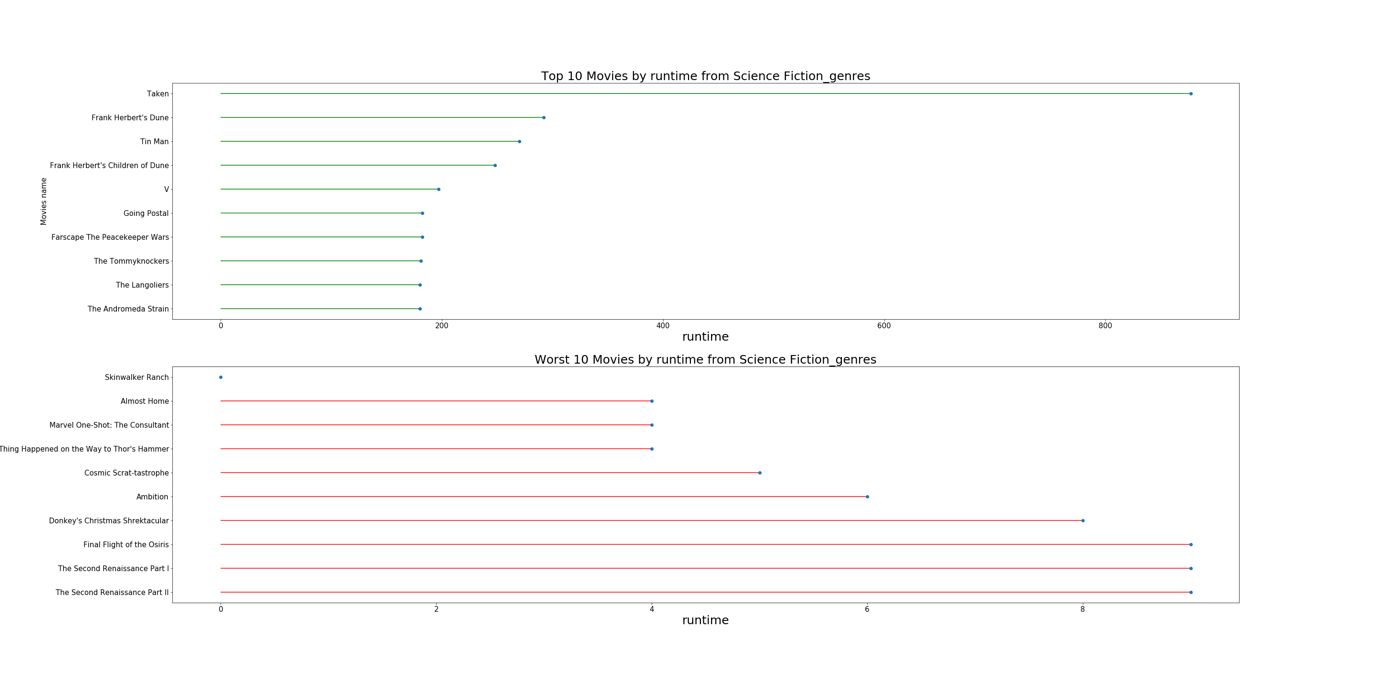 Top 10 Movies by runtime from Science Fiction_genres
Movies name
Taken
Frank Herbert's Dune
Tin Man
Frank Herbert's Children of Dune
V
Going Postal
Farscape The Peacekeeper Wars
The Tommyknockers
The Langoliers
The Andromeda Strain
0 200 400 600 800
runtime
Worst 10 Movies by runtime from Science Fiction_genres
Skinwalker Ranch
Almost Home
Marvel One-Shot: The Consultant
Thing Happened on the Way to Thor's Hammer
Cosmic Scrat-tastrophe
Ambition
Donkey's Christmas Shrektacular
Final Flight of the Osiris
The Second Renaissance Part I
The Second Renaissance Part II
0 2 4 6 8
runtime